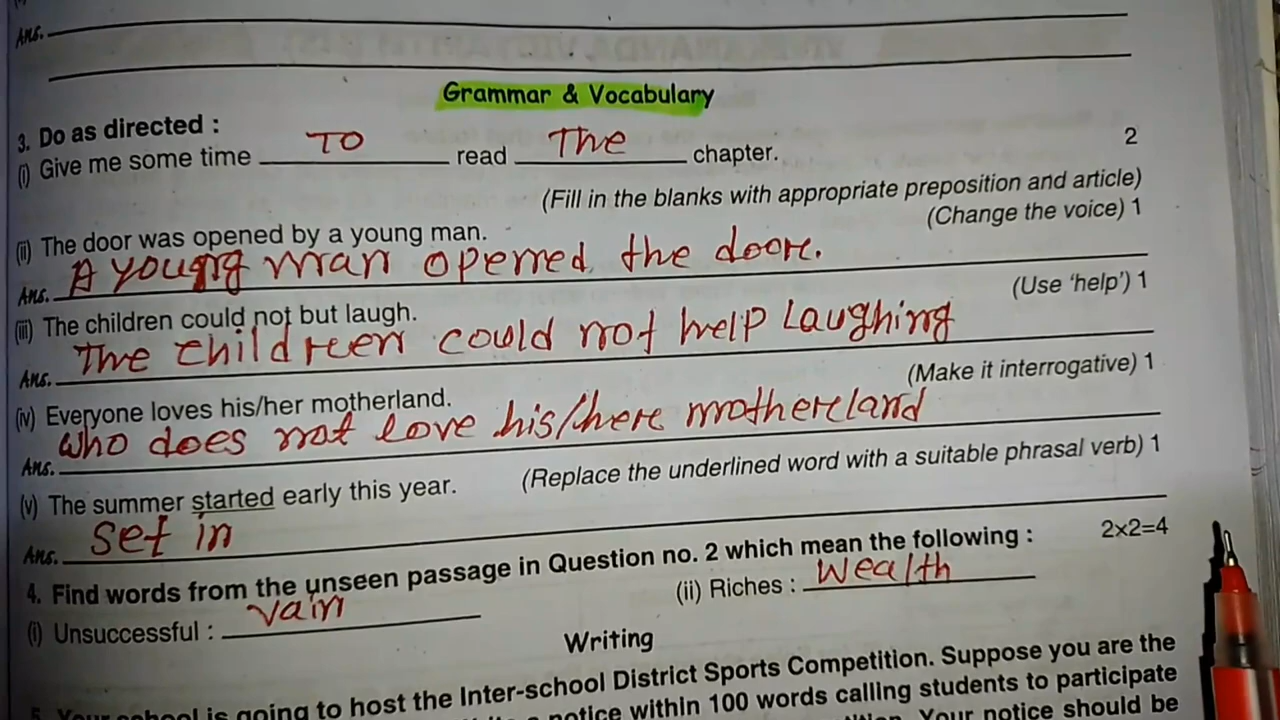 Ans.
Grammar & Vocabulary
3. Do as directed :
(i) Give me some time TO read The chapter. 2
(Fill in the blanks with appropriate preposition and article)
(ii) The door was opened by a young man. (Change the voice) 1
Ans. A young man opened the door.
(iii) The children could not but laugh. (Use 'help') 1
Ans. The children could not help Laughing
(iv) Everyone loves his/her motherland. (Make it interrogative) 1
Ans. who does not love his/her motherland
(v) The summer started early this year. (Replace the underlined word with a suitable phrasal verb) 1
Ans. set in
4. Find words from the unseen passage in Question no. 2 which mean the following : 2x2=4
(i) Unsuccessful : vain (ii) Riches : Wealth
Writing
5. Your school is going to host the Inter-school District Sports Competition. Suppose you are the
notice within 100 words calling students to participate
Your notice should be